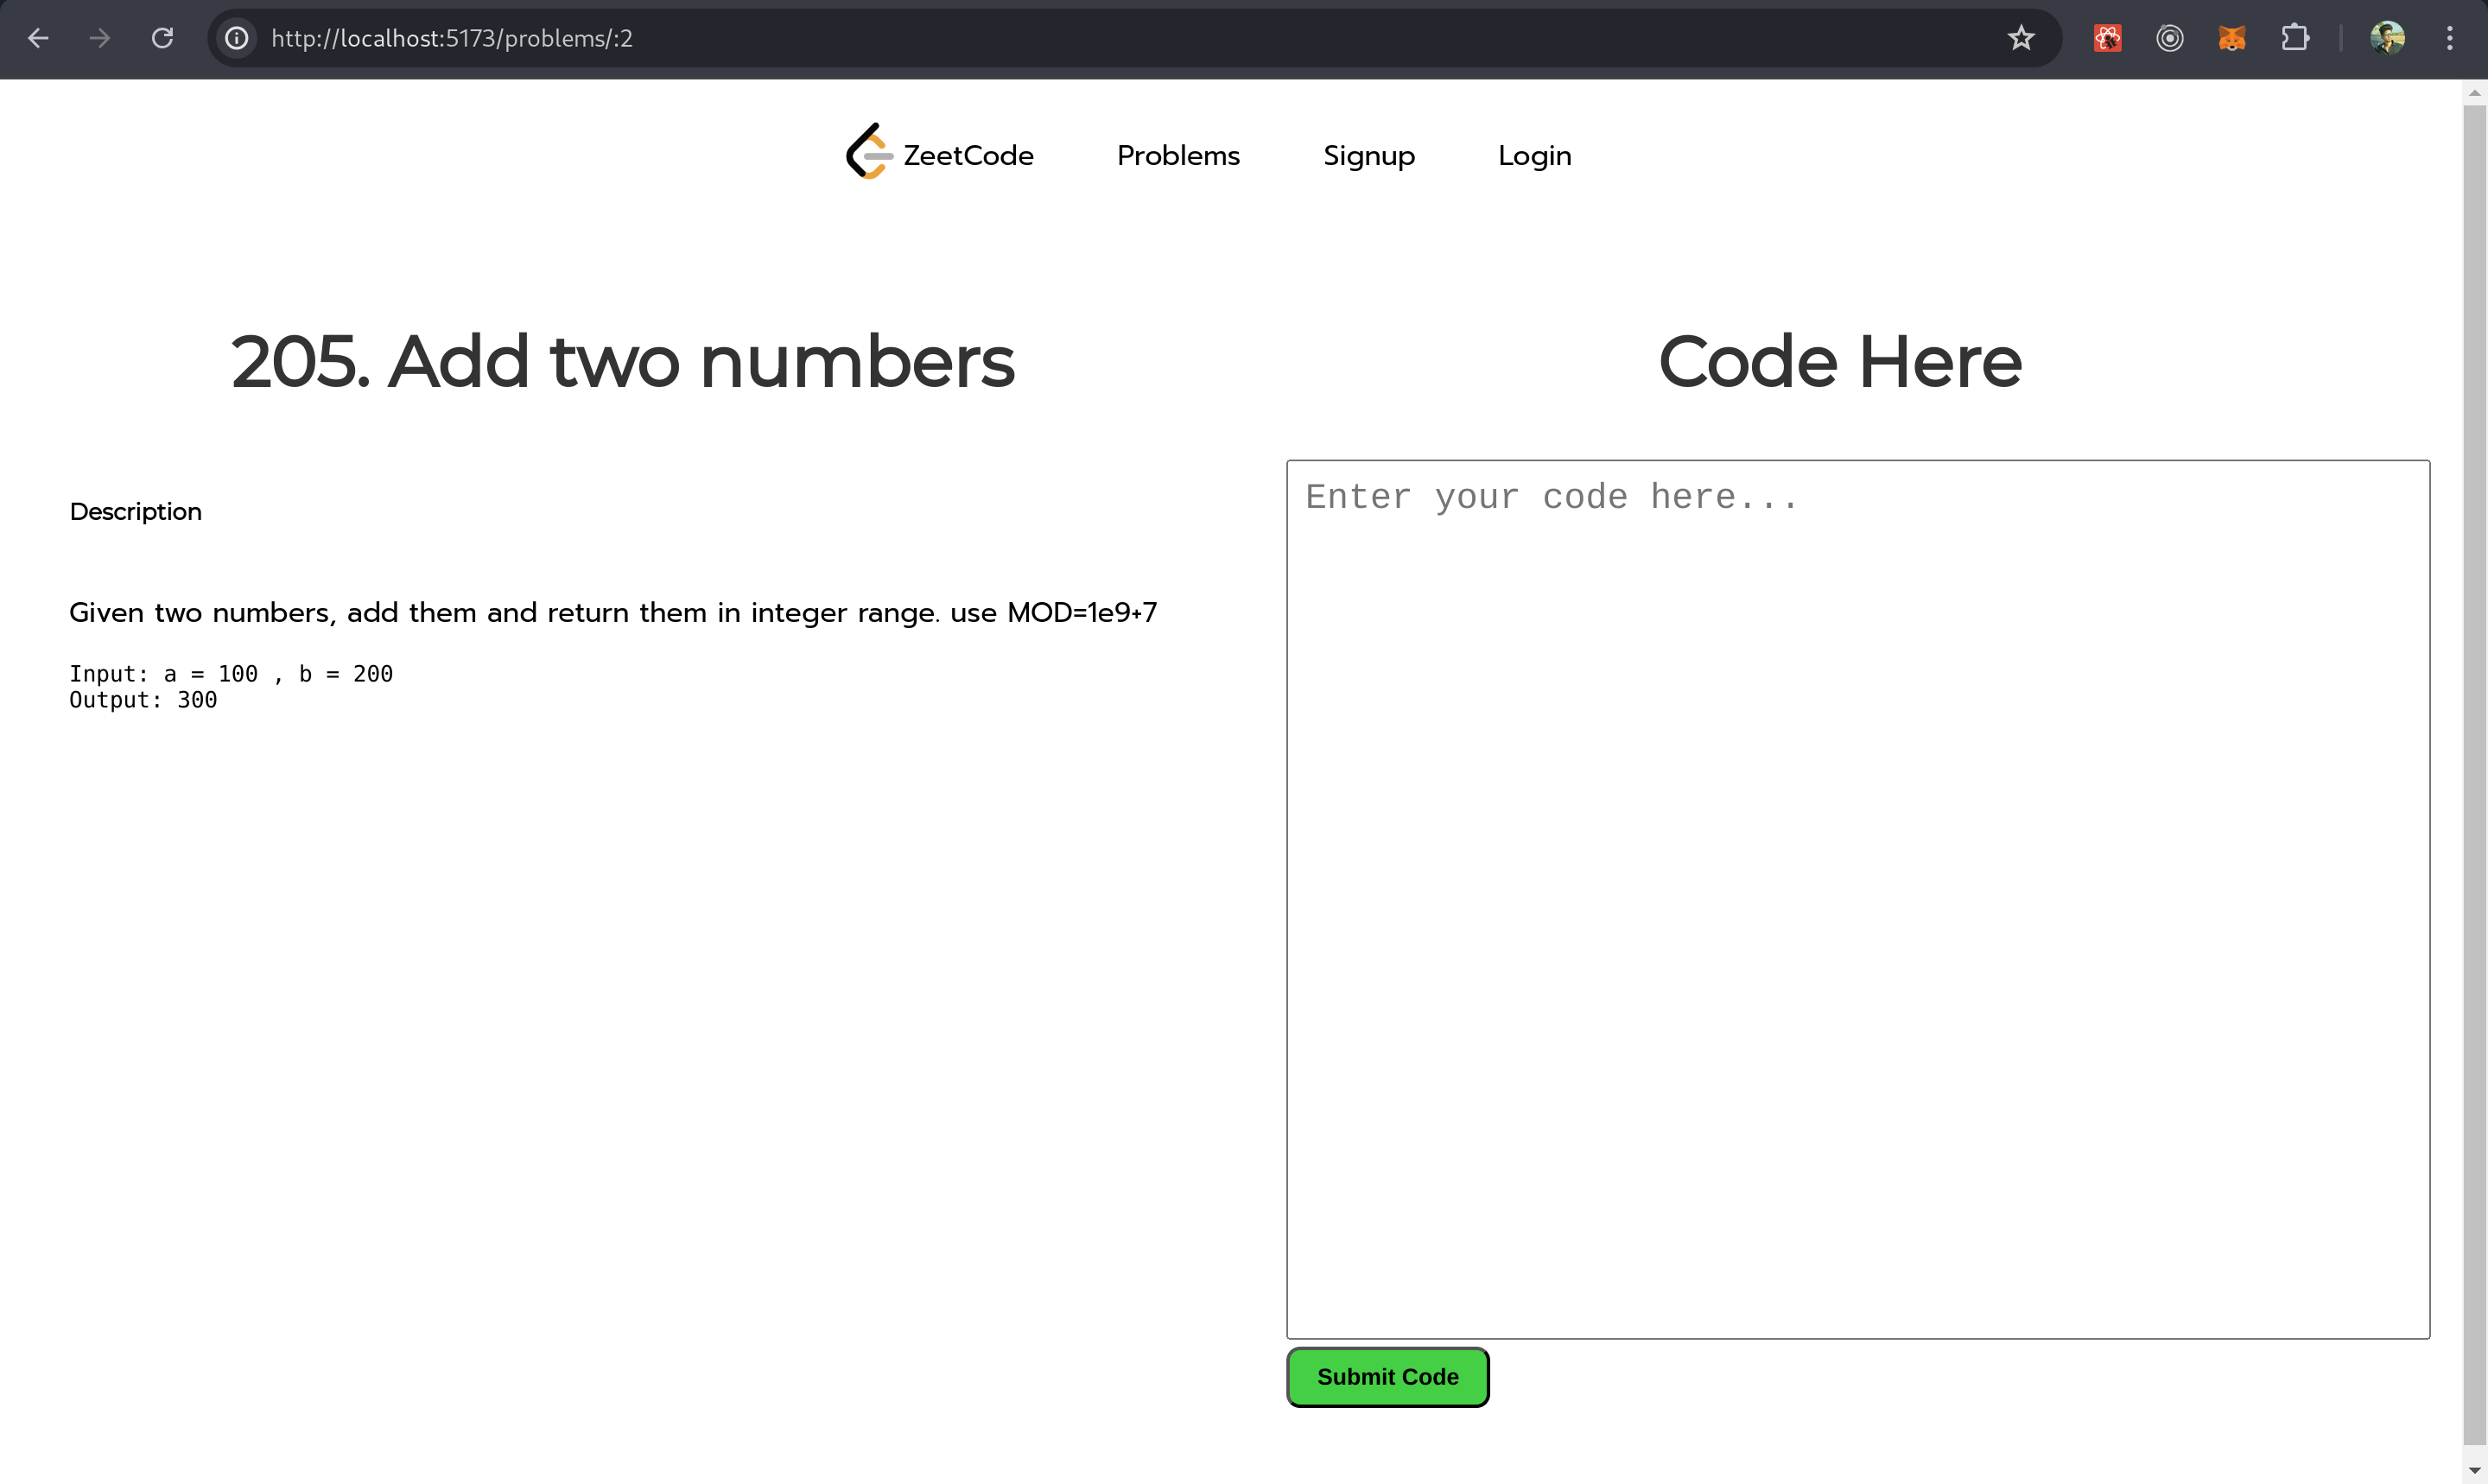 http://localhost:5173/problems/:2
ZeetCode Problems Signup Login
205. Add two numbers
Description
Given two numbers, add them and return them in integer range. use MOD=1e9+7
Input: a = 100 , b = 200
Output: 300
Code Here
Enter your code here...
Submit Code